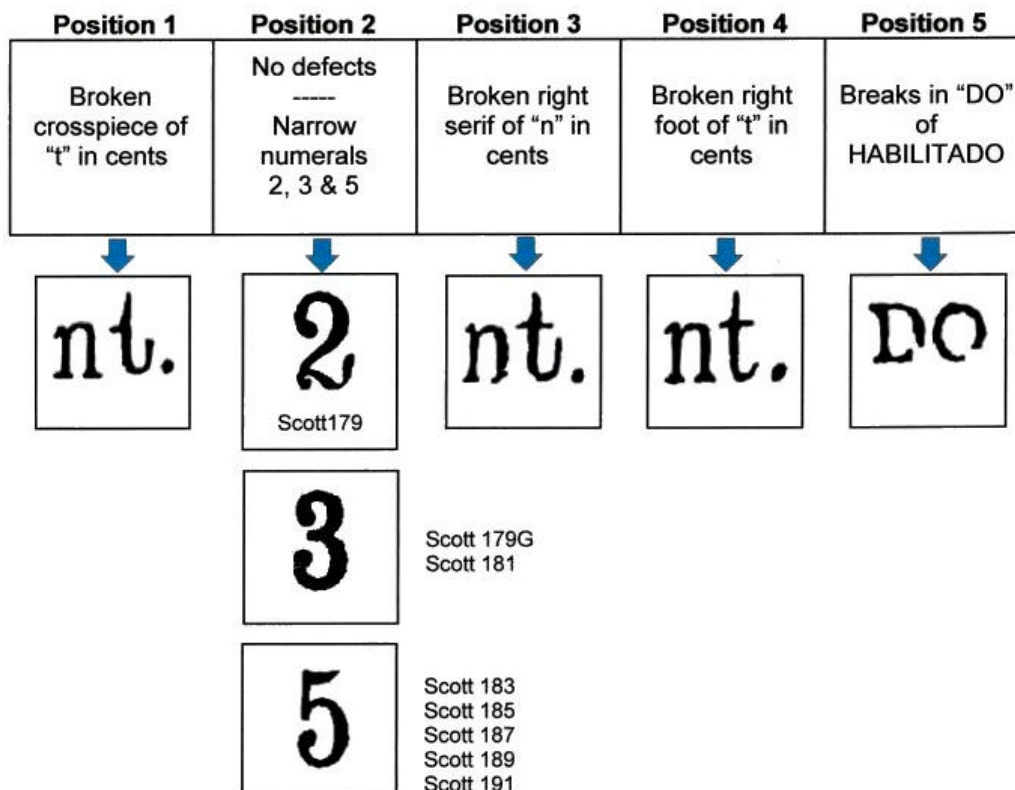 Position 1
Position 2
Position 3
Position 4
Position 5
Broken
crosspiece of
“t” in cents
No defects
-----
Narrow
numerals
2, 3 & 5
Broken right
serif of “n” in
cents
Broken right
foot of “t” in
cents
Breaks in “DO”
of
HABILITADO
nt.
2
Scott179
nt.
nt.
DO
3
Scott 179G
Scott 181
5
Scott 183
Scott 185
Scott 187
Scott 189
Scott 191